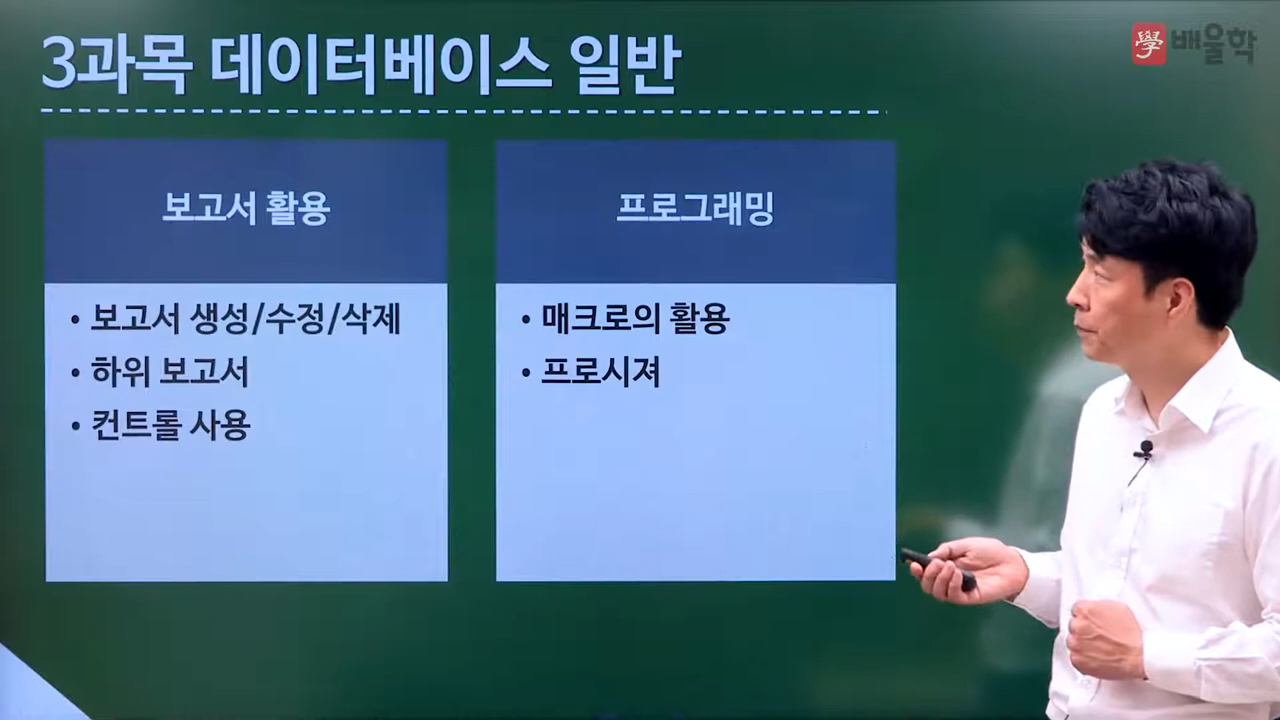 3과목 데이터베이스 일반
學 배울학
보고서 활용
• 보고서 생성/수정/삭제
• 하위 보고서
• 컨트롤 사용
프로그래밍
• 매크로의 활용
• 프로시져